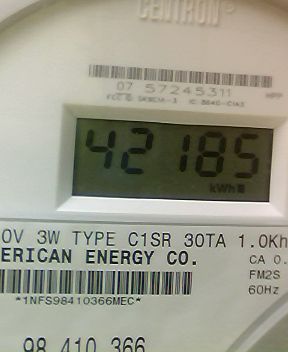 CENTRON®
07 57245311
42185
kWh
0V 3W TYPE C1SR 30TA 1.0Kh
ERICAN ENERGY CO.
CA 0.
FM2S
60Hz
*1NFS98410366MEC*
98 410 366